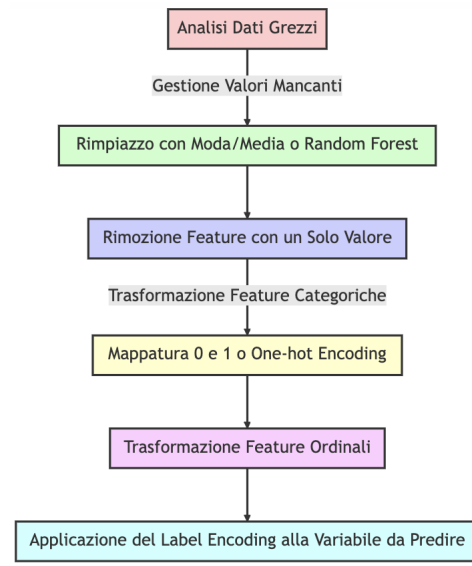 Analisi Dati Grezzi
Gestione Valori Mancanti
Rimpiazzo con Moda/Media o Random Forest
Rimozione Feature con un Solo Valore
Trasformazione Feature Categoriche
Mappatura 0 e 1 o One-hot Encoding
Trasformazione Feature Ordinali
Applicazione del Label Encoding alla Variabile da Predire